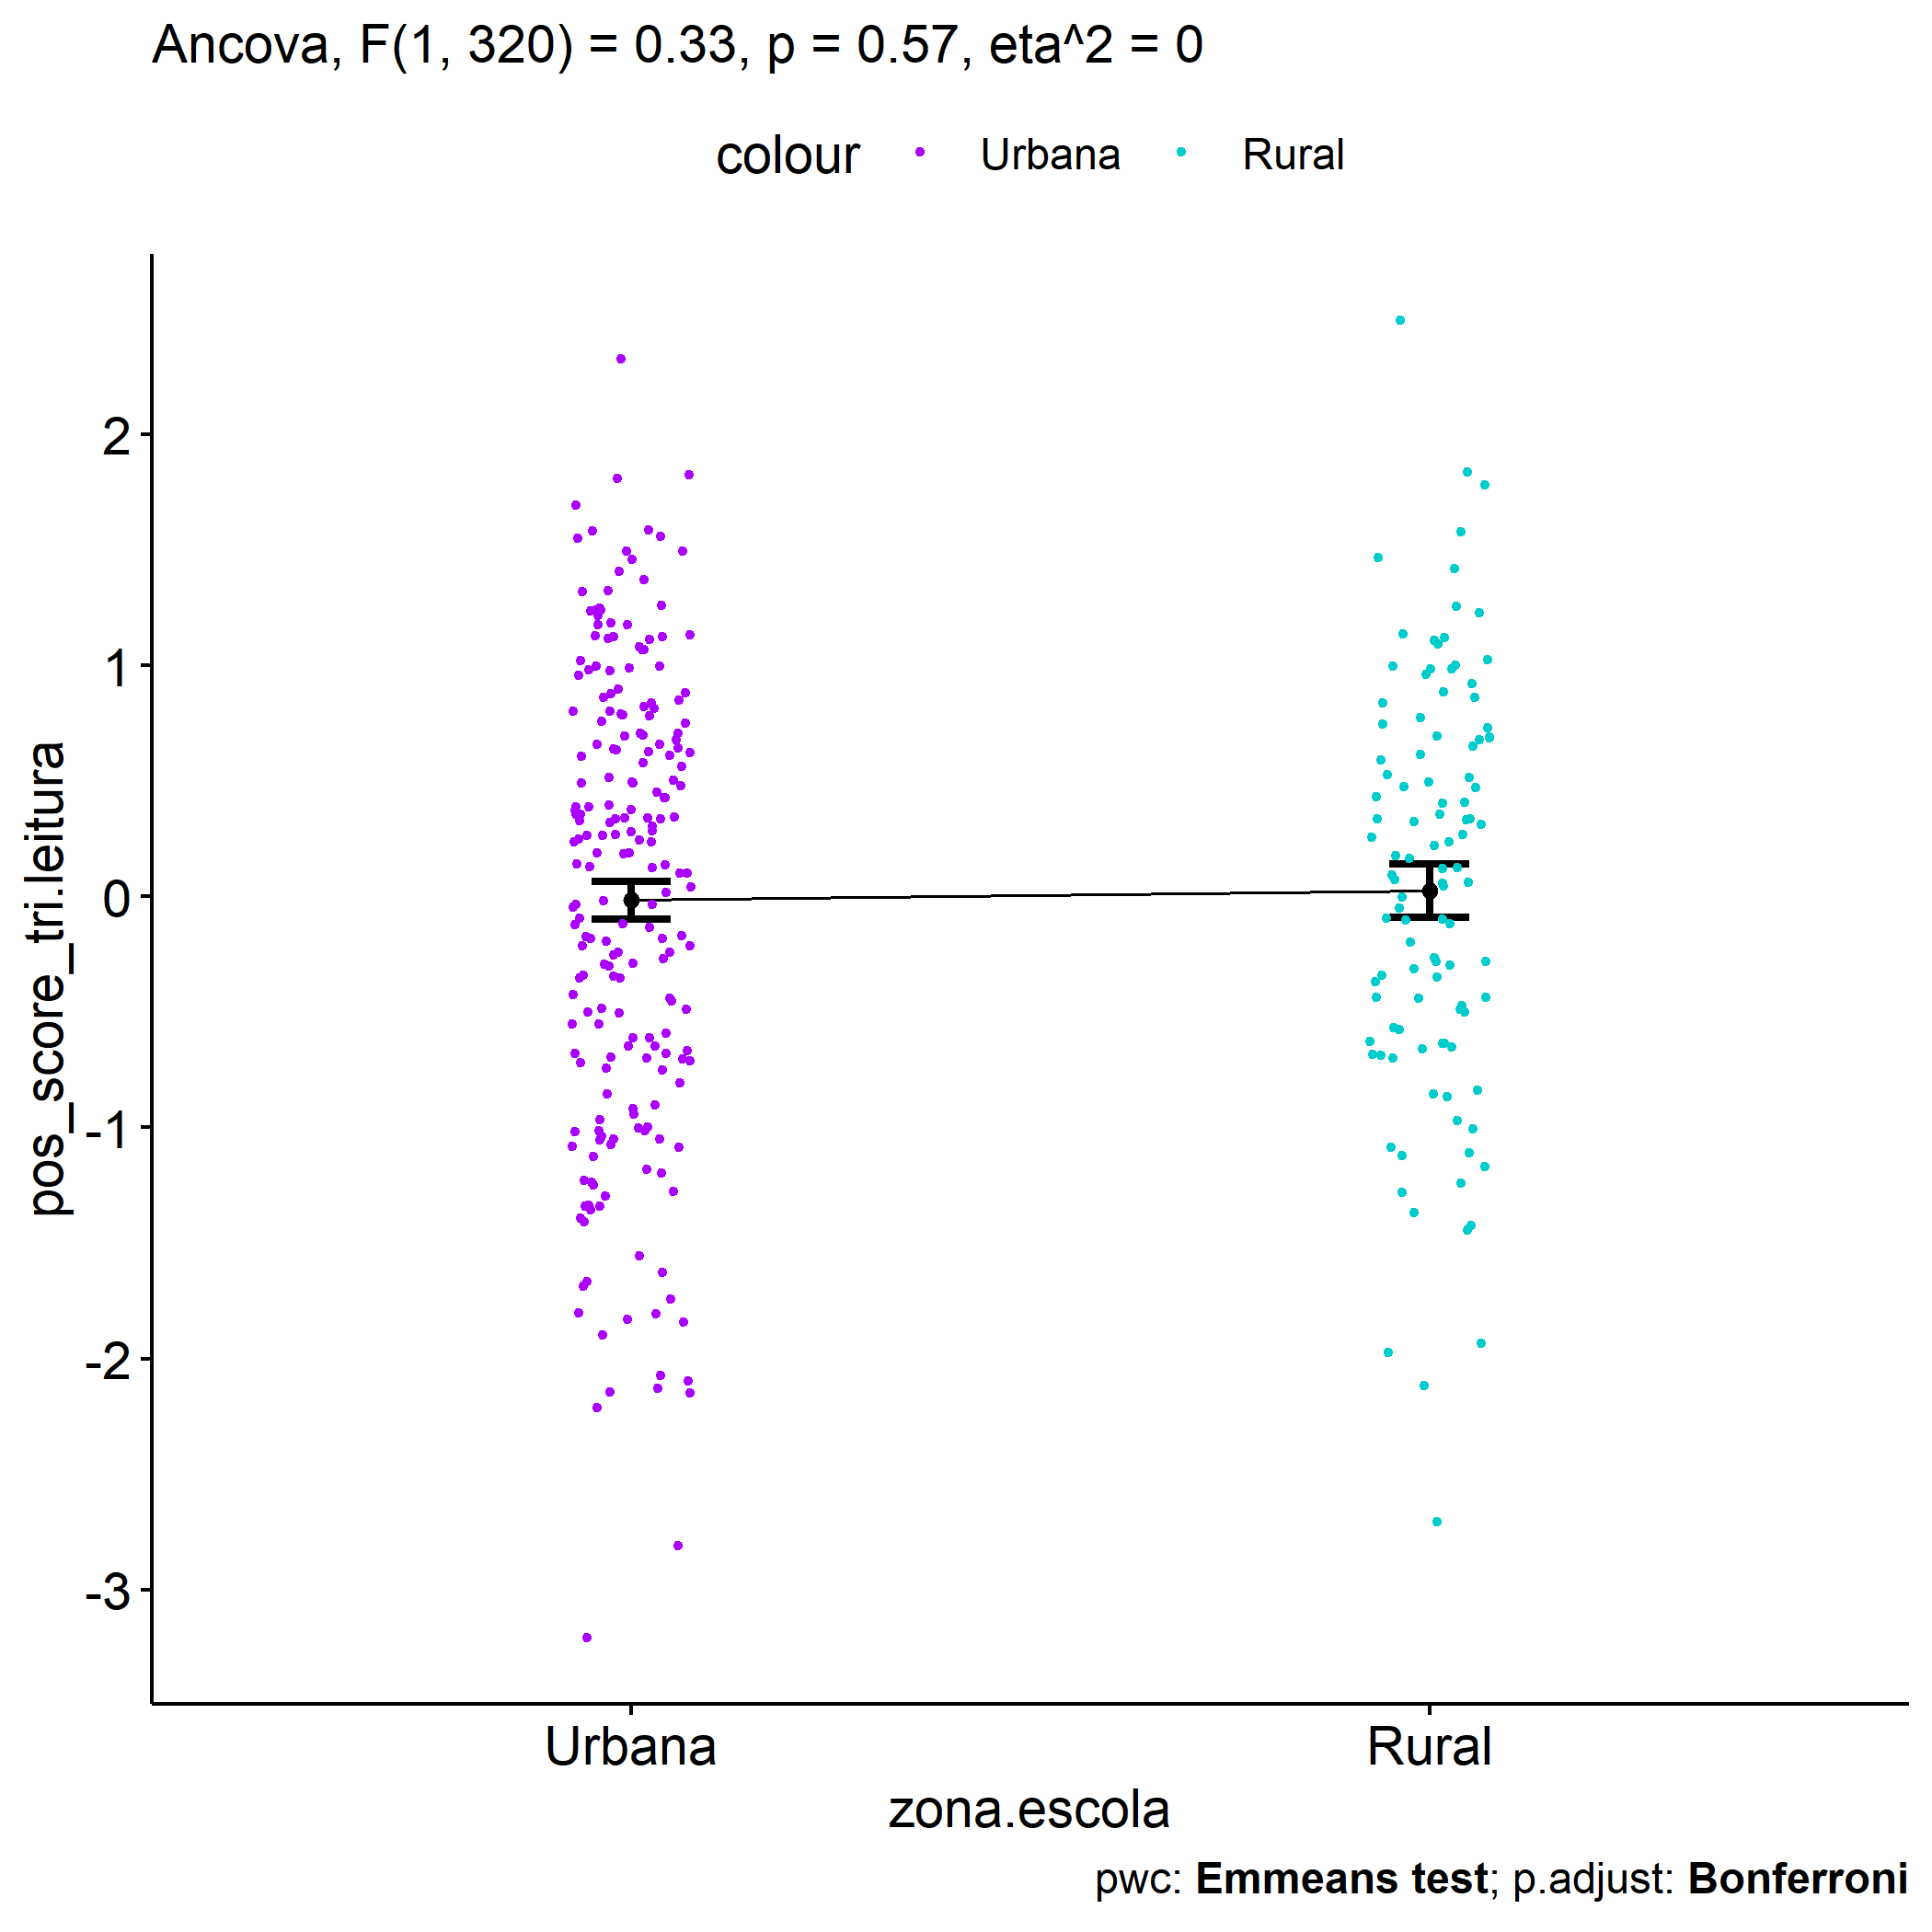 Ancova, F(1, 320) = 0.33, p = 0.57, eta^2 = 0
colour Urbana Rural
pos_score_tri.leitura
2
1
0
-1
-2
-3
Urbana Rural
zona.escola
pwc: Emmeans test; p.adjust: Bonferroni